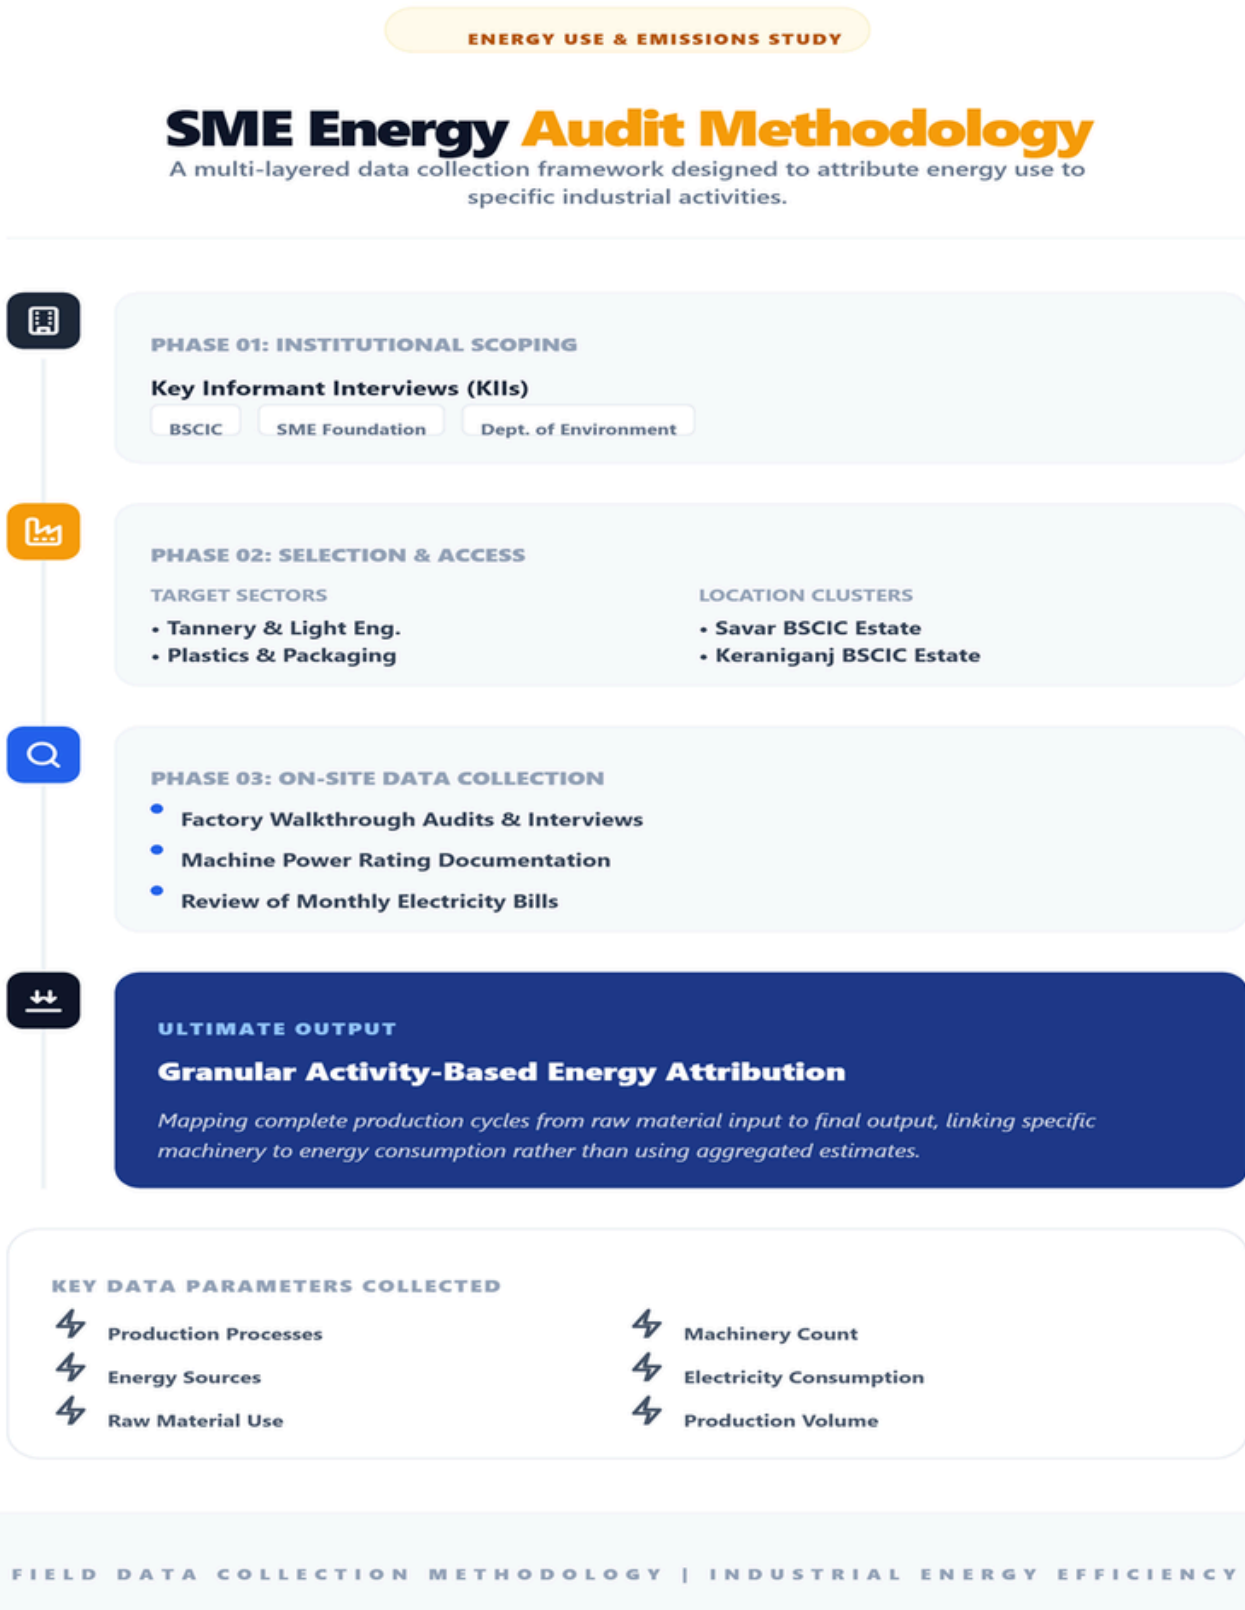 ENERGY USE & EMISSIONS STUDY
SME Energy Audit Methodology
A multi-layered data collection framework designed to attribute energy use to
specific industrial activities.
PHASE 01: INSTITUTIONAL SCOPING
Key Informant Interviews (KIIs)
BSCIC SME Foundation Dept. of Environment
PHASE 02: SELECTION & ACCESS
TARGET SECTORS
• Tannery & Light Eng.
• Plastics & Packaging
LOCATION CLUSTERS
• Savar BSCIC Estate
• Keraniganj BSCIC Estate
PHASE 03: ON-SITE DATA COLLECTION
• Factory Walkthrough Audits & Interviews
• Machine Power Rating Documentation
• Review of Monthly Electricity Bills
ULTIMATE OUTPUT
Granular Activity-Based Energy Attribution
Mapping complete production cycles from raw material input to final output, linking specific
machinery to energy consumption rather than using aggregated estimates.
KEY DATA PARAMETERS COLLECTED
Production Processes
Energy Sources
Raw Material Use
Machinery Count
Electricity Consumption
Production Volume
FIELD DATA COLLECTION METHODOLOGY | INDUSTRIAL ENERGY EFFICIENCY